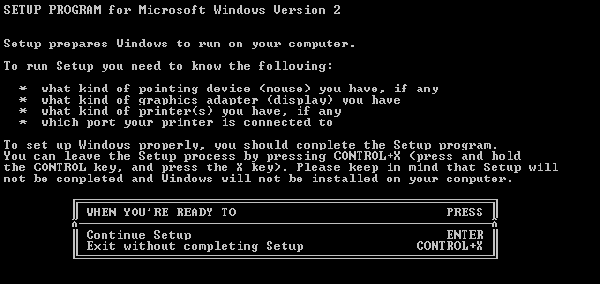 SETUP PROGRAM for Microsoft Windows Version 2
Setup prepares Windows to run on your computer.
To run Setup you need to know the following:
* what kind of pointing device (mouse) you have, if any
* what kind of graphics adapter (display) you have
* what kind of printer(s) you have, if any
* which port your printer is connected to
To set up Windows properly, you should complete the Setup program.
You can leave the Setup process by pressing CONTROL+X (press and hold
the CONTROL key, and press the X key). Please keep in mind that Setup will
not be completed and Windows will not be installed on your computer.
WHEN YOU'RE READY TO PRESS
Continue Setup ENTER
Exit without completing Setup CONTROL+X